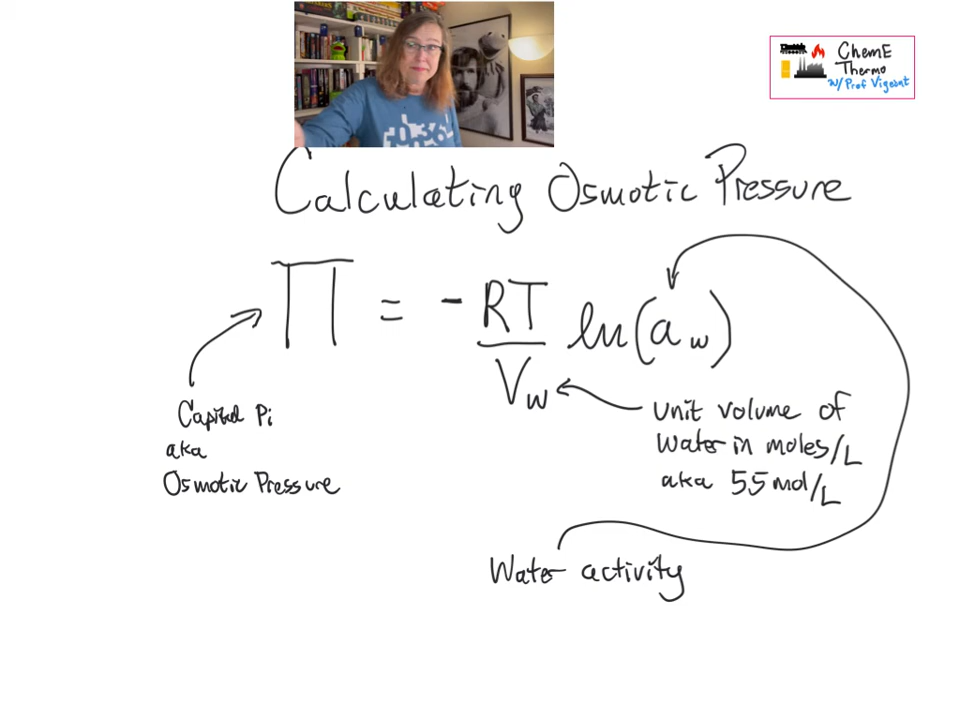 ChemE
Thermo
w/ Prof Vigeant
Calculating Osmotic Pressure
Π = - RT/Vw ln(aw)
Capital Pi
aka
Osmotic Pressure
Unit volume of
Water in moles/L
aka 55 mol/L
Water activity